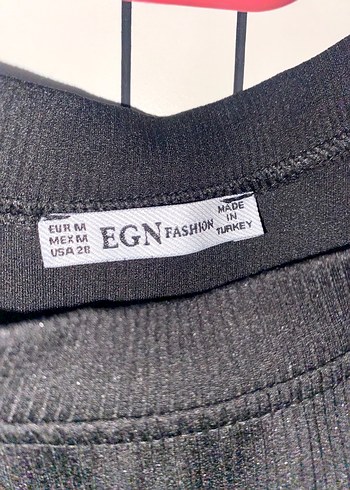 EUR M
MEX M
USA 28
EGN FASHION
MADE
IN
TURKEY